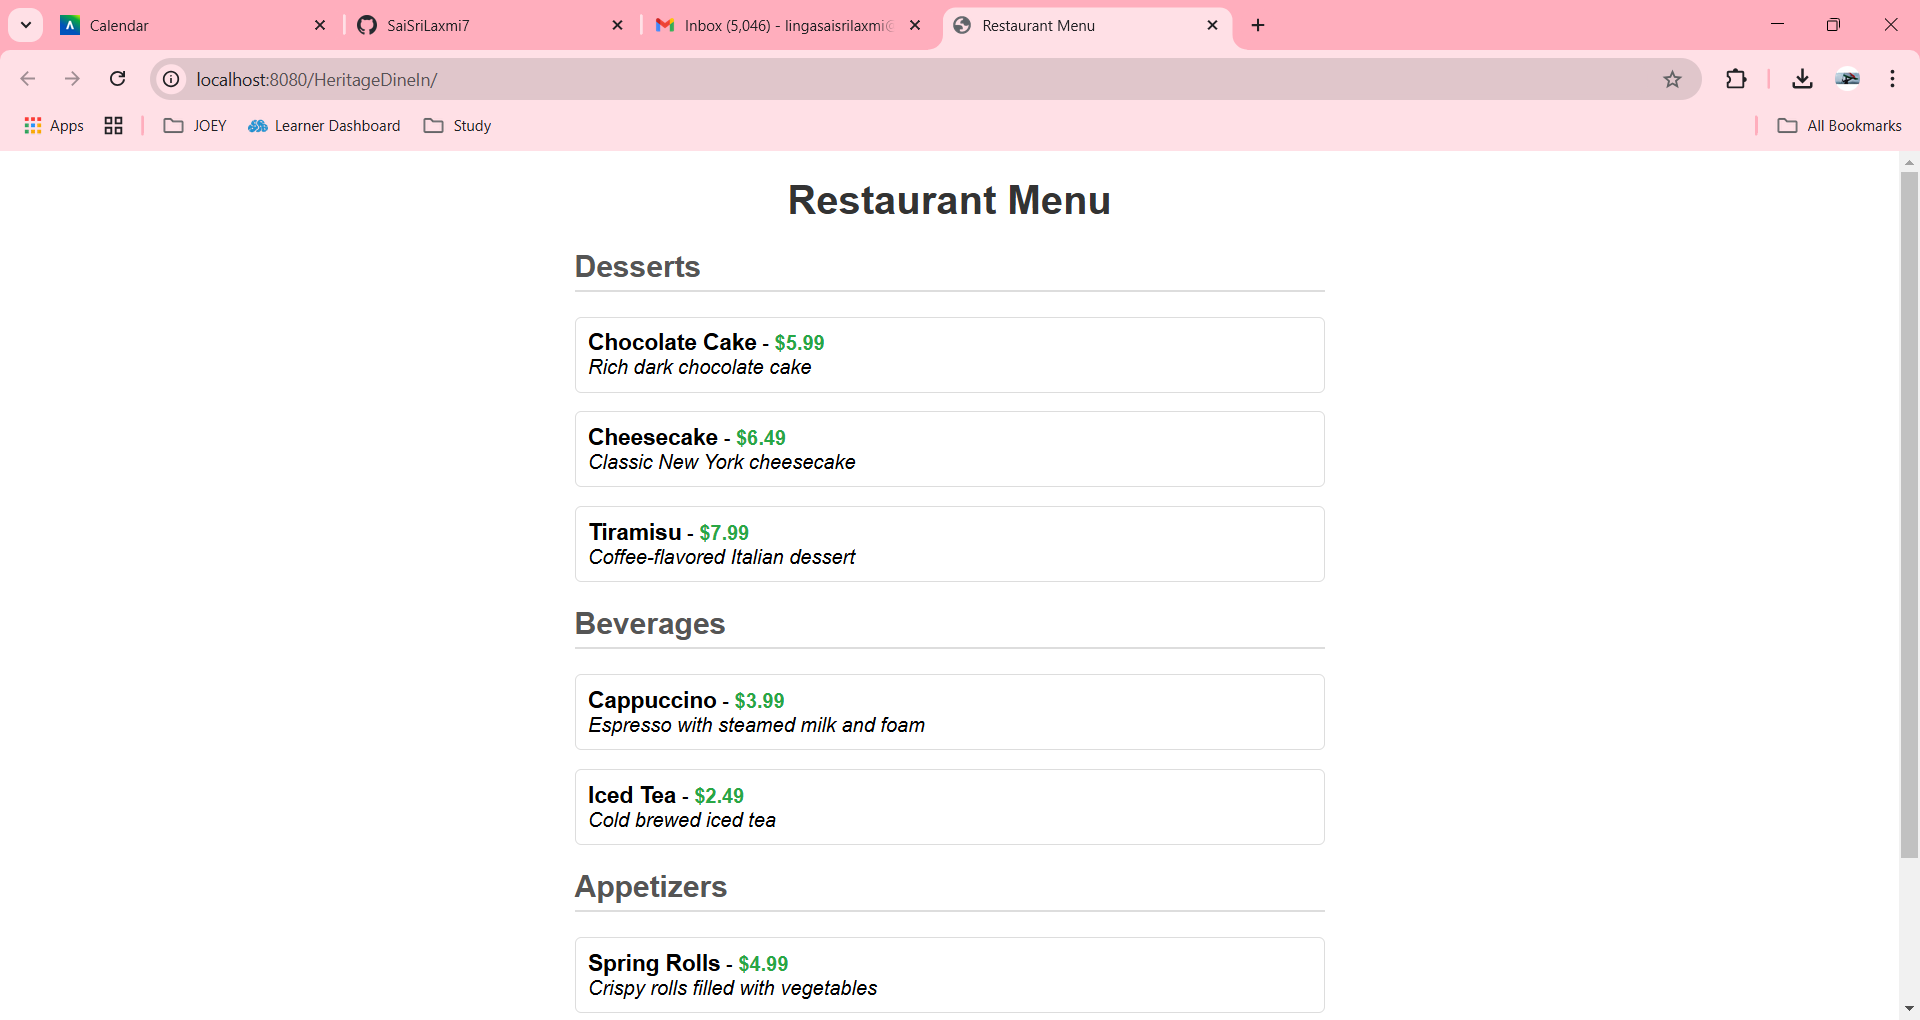 Calendar
SaiSriLaxmi7
Inbox (5,046) - lingasaisrilaxmi@
Restaurant Menu
localhost:8080/HeritageDineIn/
Apps
JOEY
Learner Dashboard
Study
All Bookmarks
Restaurant Menu
Desserts
Chocolate Cake - $5.99
Rich dark chocolate cake
Cheesecake - $6.49
Classic New York cheesecake
Tiramisu - $7.99
Coffee-flavored Italian dessert
Beverages
Cappuccino - $3.99
Espresso with steamed milk and foam
Iced Tea - $2.49
Cold brewed iced tea
Appetizers
Spring Rolls - $4.99
Crispy rolls filled with vegetables